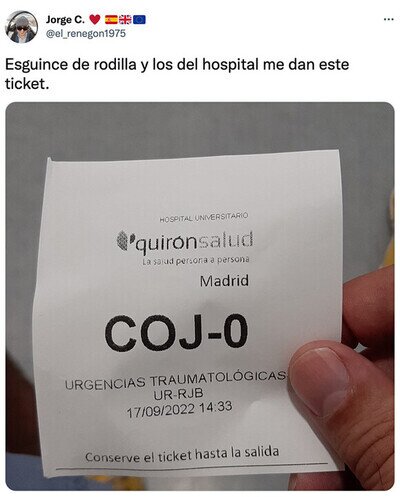 Jorge C.
@el_renegon1975
Esguince de rodilla y los del hospital me dan este
ticket.
HOSPITAL UNIVERSITARIO
quirónsalud
La salud persona a persona
Madrid
COJ-0
URGENCIAS TRAUMATOLÓGICAS
UR-RJB
17/09/2022 14:33
Conserve el ticket hasta la salida